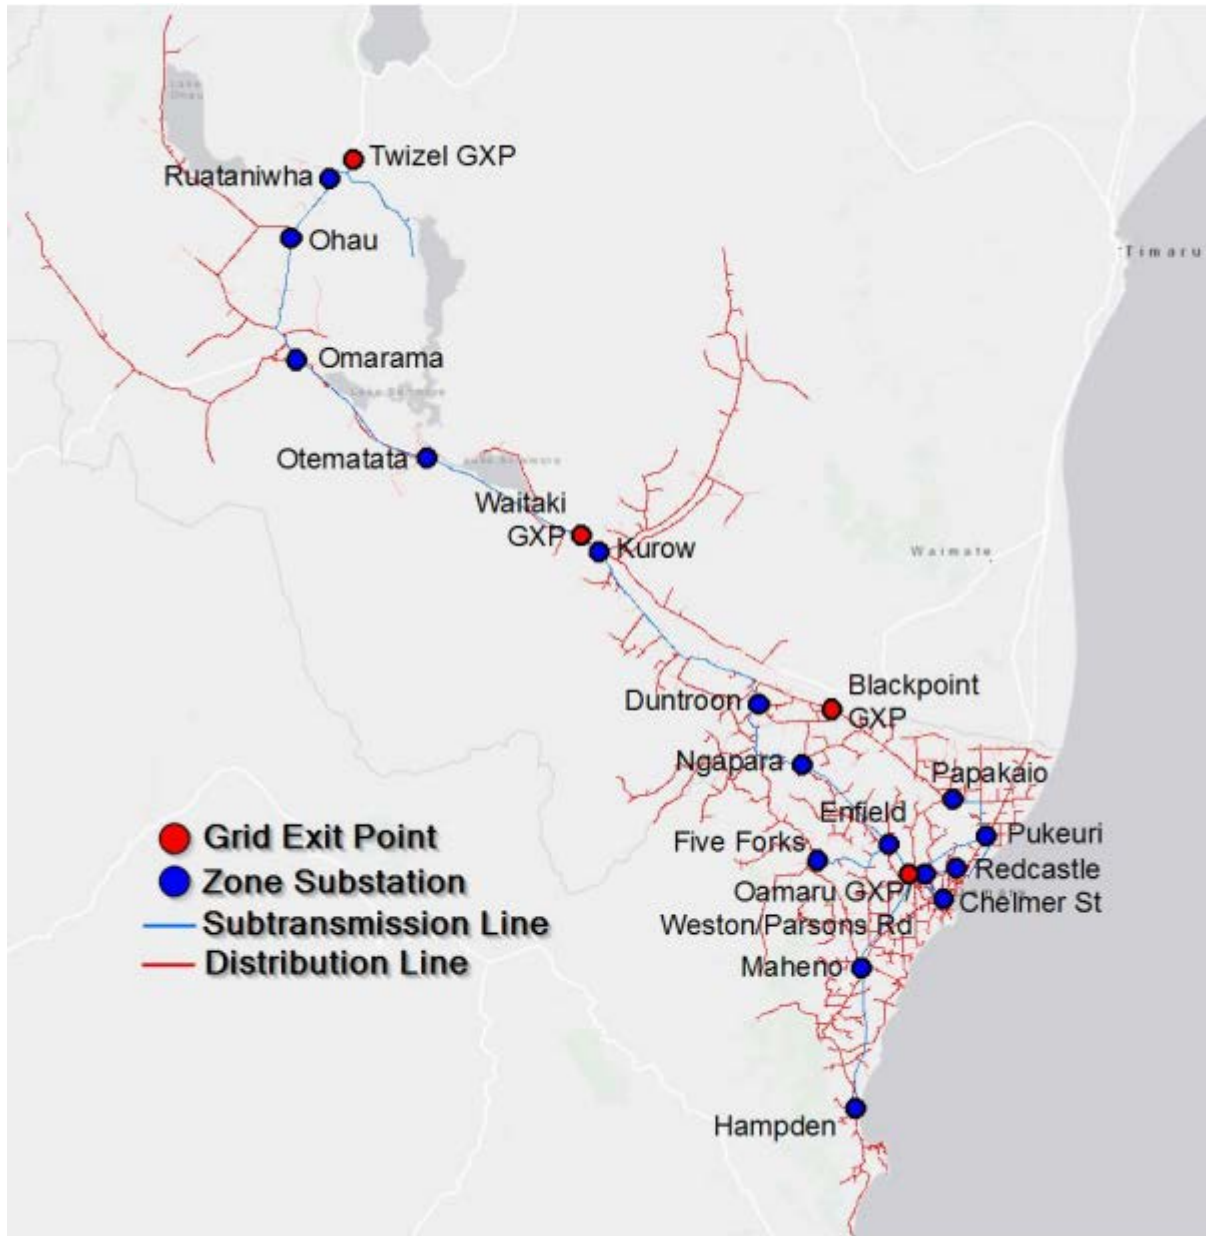 Lake
Ohau
Twizel GXP
Ruataniwha
Ohau
Timaru
Omarama
Otematata
Waitaki
GXP
Kurow
Waimate
Blackpoint
GXP
Duntroon
Ngapara
Papakaio
Enfield
Five Forks
Pukeuri
Redcastle
Oamaru GXP/
Chelmer St
Weston/Parsons Rd
Maheno
Hampden
Grid Exit Point
Zone Substation
Subtransmission Line
Distribution Line